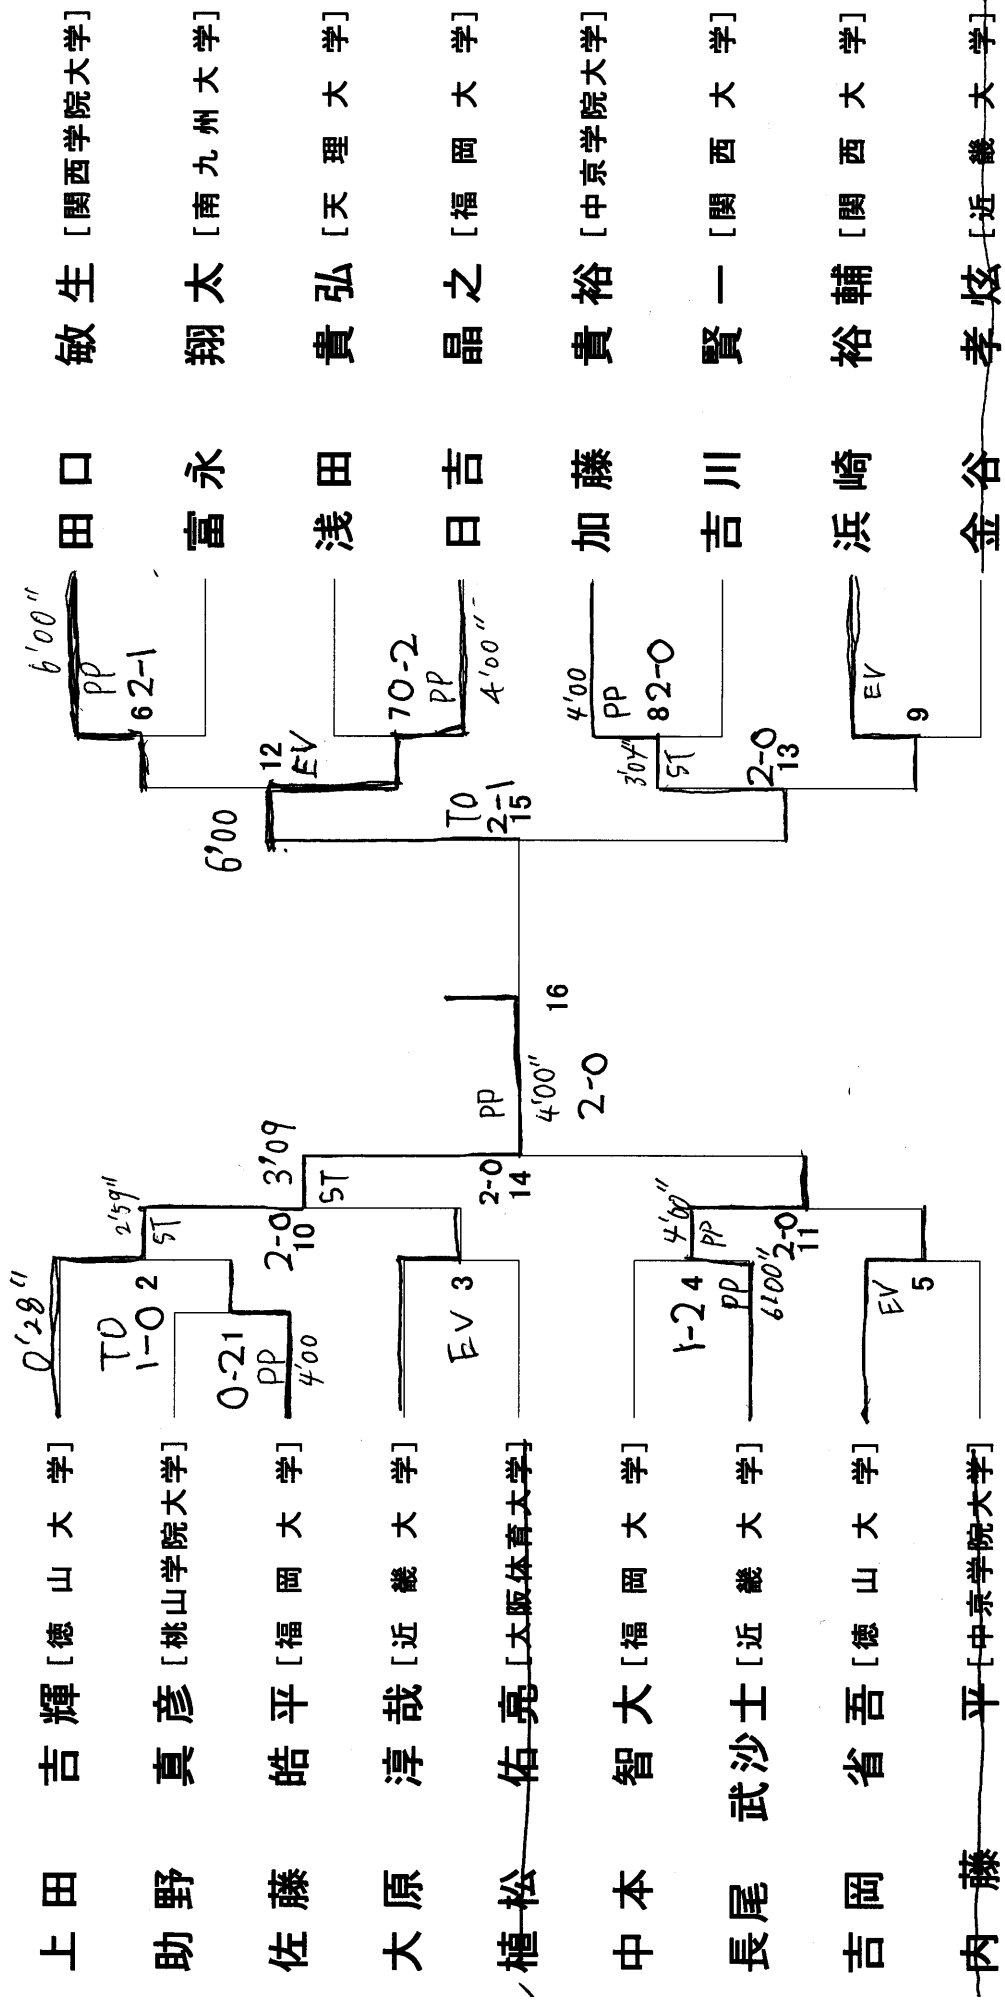 上田 吉輝 [徳山大学]
助野 真彦 [桃山学院大学]
佐藤 皓平 [福岡大学]
大原 淳哉 [近畿大学]
植松 佑亮 [大阪体育大学]
中本 智大 [福岡大学]
長尾 武沙士 [近畿大学]
吉岡 省吾 [徳山大学]
内藤 平 [中京学院大学]
0'28"
TO
1-0
2
0-2 1
PP
4'00
2'59"
ST
2-0
10
EV
3
3'09
ST
2-0
14
1-2 4
PP
6'00"
4'00"
PP
2-0
11
EV
5
PP
4'00"
2-0
16
6'00
TO
2-1
15
12
EV
6'00"
PP
6 2-1
7 0-2
PP
4'00"
3'04"
ST
2-0
13
4'00
PP
8 2-0
EV
9
田口 敏生 [関西学院大学]
富永 翔太 [南九州大学]
浅田 貴弘 [天理大学]
日吉 晶之 [福岡大学]
加藤 貴裕 [中京学院大学]
吉川 賢一 [関西大学]
浜崎 裕輔 [関西大学]
金谷 孝炫 [近畿大学]